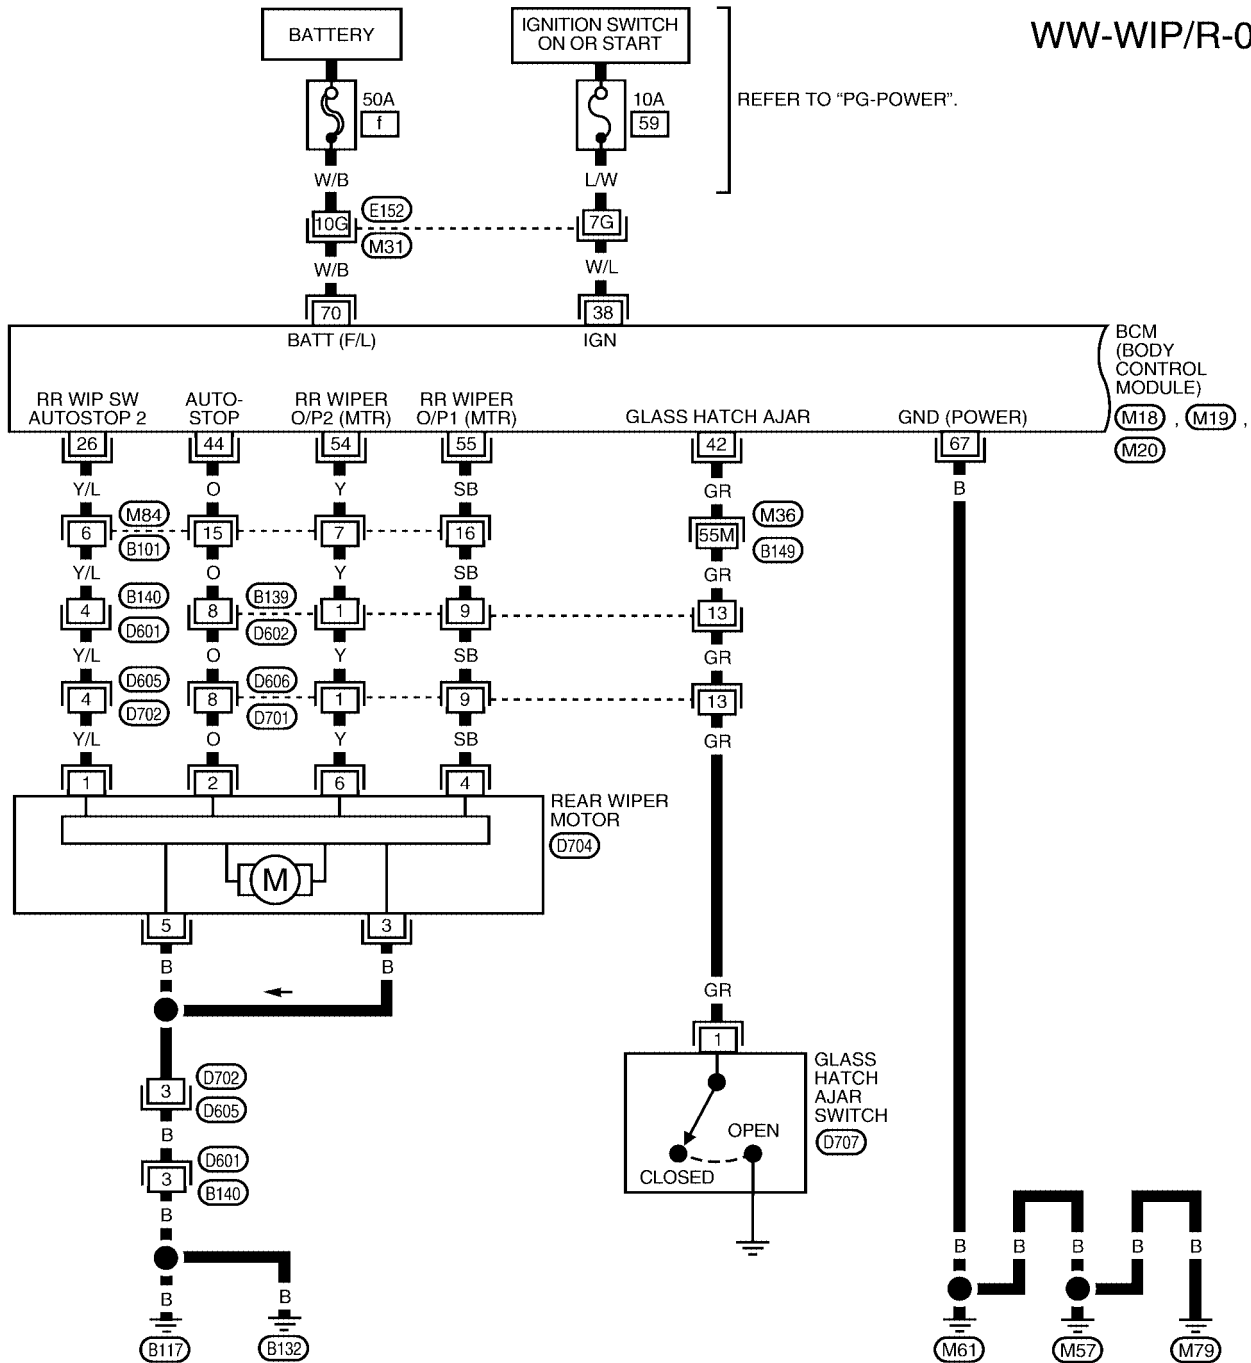 BATTERY
IGNITION SWITCH
ON OR START
WW-WIP/R-0
50A
f
10A
59
REFER TO “PG-POWER”.
W/B
L/W
10G
E152
M31
7G
W/B
W/L
70
38
BATT (F/L)
IGN
BCM
(BODY
CONTROL
MODULE)
M18 , M19 ,
M20
RR WIP SW
AUTOSTOP 2
AUTO-
STOP
RR WIPER
O/P2 (MTR)
RR WIPER
O/P1 (MTR)
GLASS HATCH AJAR
GND (POWER)
26
44
54
55
42
67
Y/L
O
Y
SB
GR
B
6
M84
B101
15
7
16
55M
M36
B149
Y/L
O
Y
SB
GR
4
B140
D601
8
B139
D602
1
9
13
Y/L
O
Y
SB
GR
4
D605
D702
8
D606
D701
1
9
13
Y/L
O
Y
SB
GR
1
2
6
4
REAR WIPER
MOTOR
D704
M
5
3
B
B
GR
1
GLASS
HATCH
AJAR
SWITCH
D707
OPEN
CLOSED
3
D702
D605
B
3
D601
B140
B
B
B
B117
B132
B
B
B
B
B
M61
M57
M79